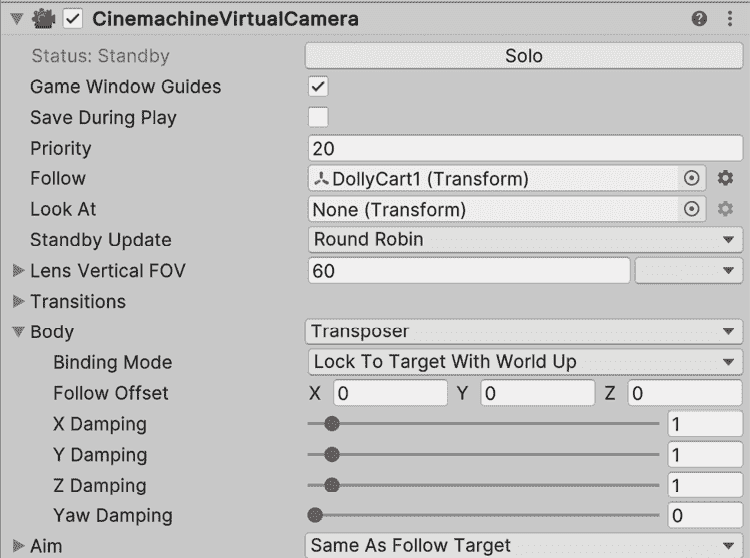 CinemachineVirtualCamera
Status: Standby Solo
Game Window Guides
Save During Play
Priority 20
Follow DollyCart1 (Transform)
Look At None (Transform)
Standby Update Round Robin
Lens Vertical FOV 60
Transitions
Body Transposer
Binding Mode Lock To Target With World Up
Follow Offset X 0 Y 0 Z 0
X Damping 1
Y Damping 1
Z Damping 1
Yaw Damping 0
Aim Same As Follow Target